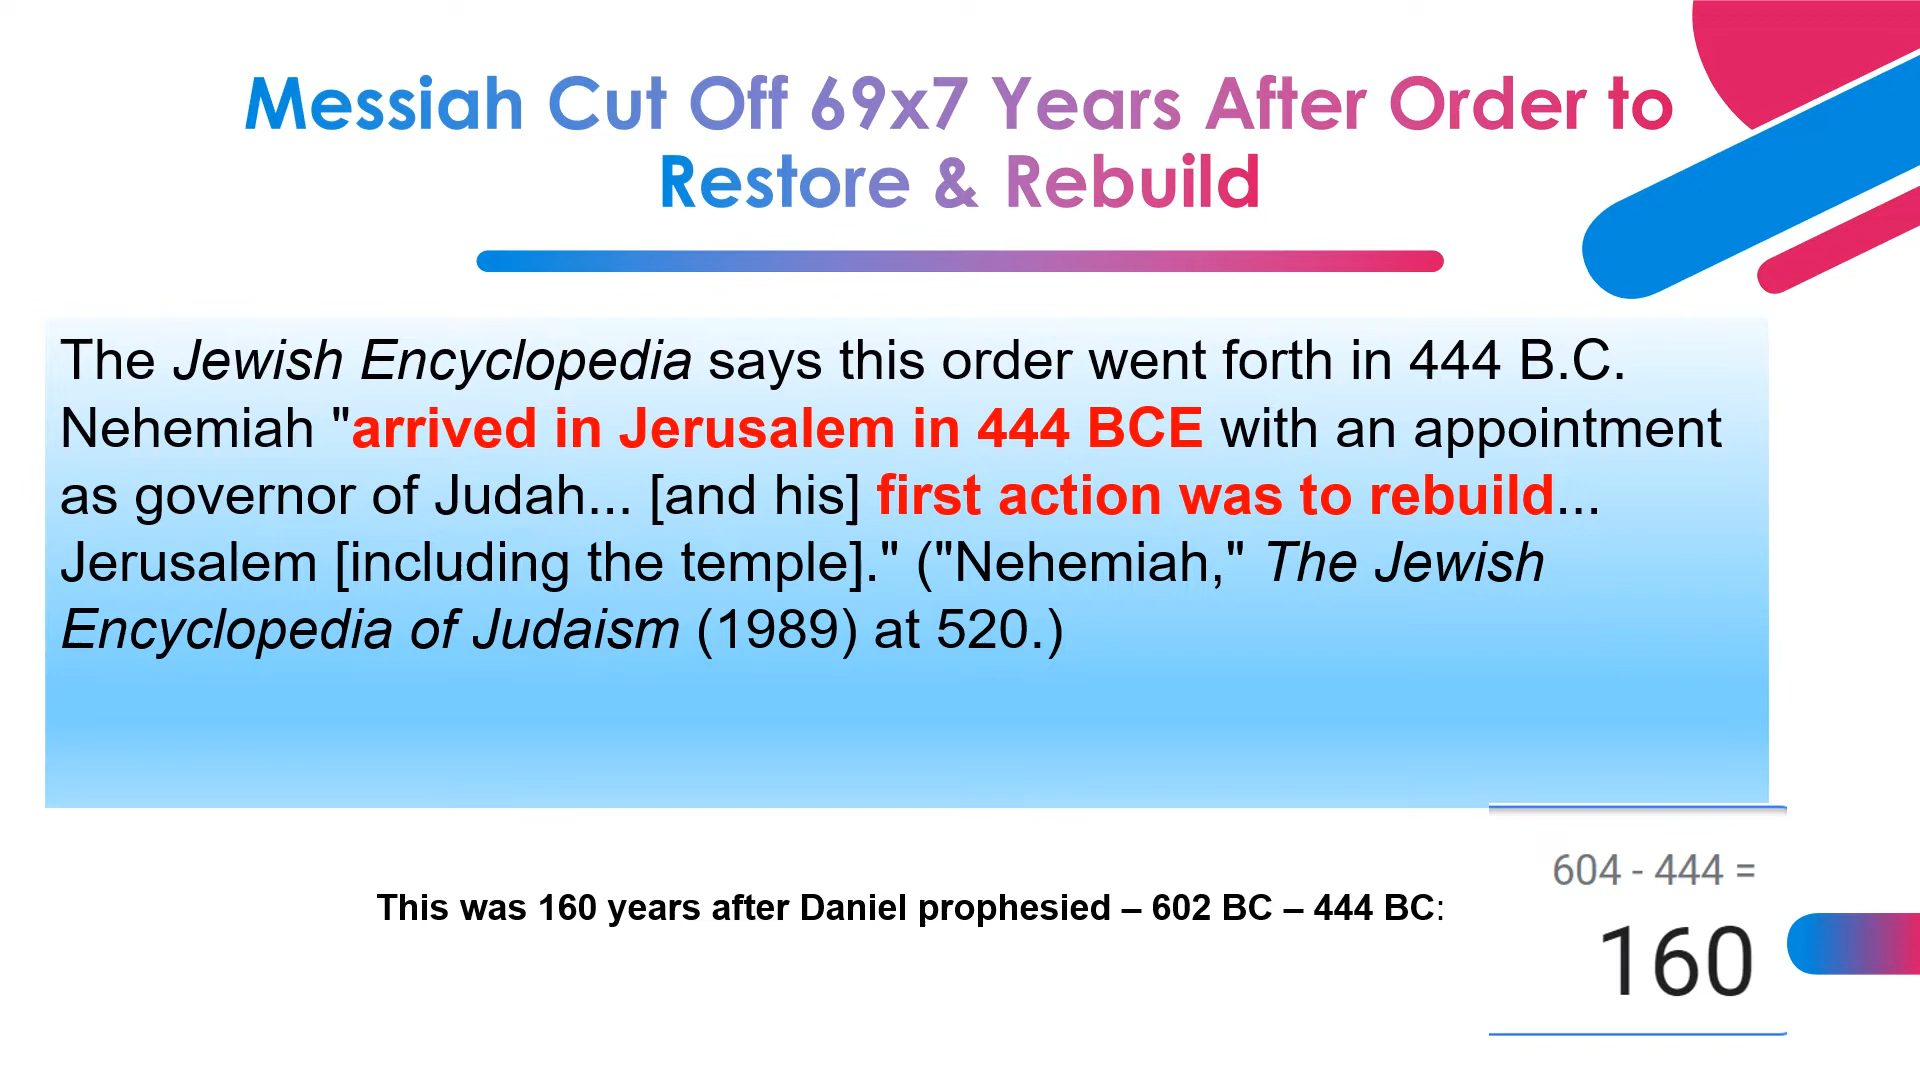 Messiah Cut Off 69x7 Years After Order to
Restore & Rebuild
The Jewish Encyclopedia says this order went forth in 444 B.C.
Nehemiah "arrived in Jerusalem in 444 BCE with an appointment
as governor of Judah... [and his] first action was to rebuild...
Jerusalem [including the temple]." ("Nehemiah," The Jewish
Encyclopedia of Judaism (1989) at 520.)
This was 160 years after Daniel prophesied – 602 BC – 444 BC:
604 - 444 =
160